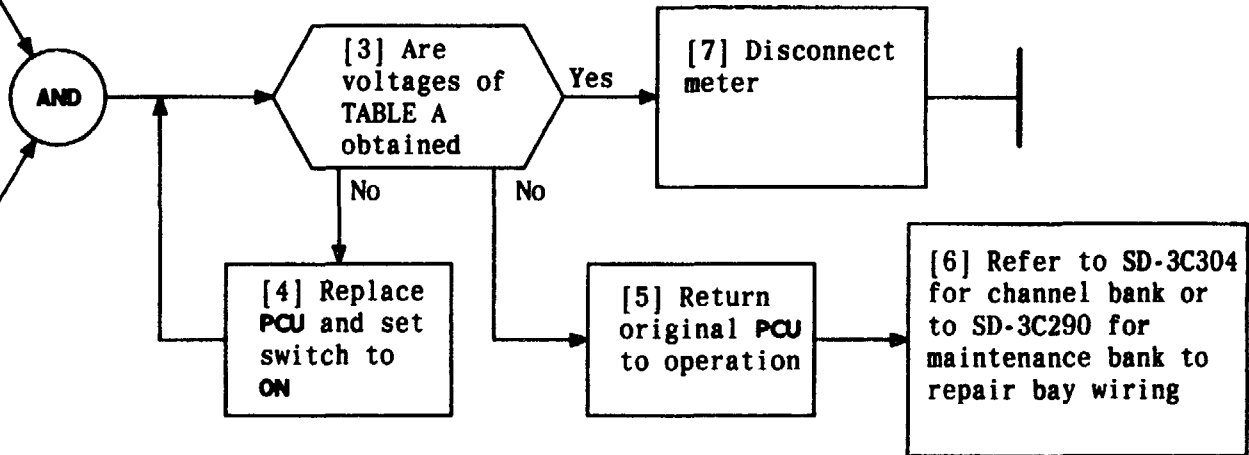 AND
[3] Are
voltages of
TABLE A
obtained
Yes
[7] Disconnect
meter
No
No
[4] Replace
PCU and set
switch to
ON
[5] Return
original PCU
to operation
[6] Refer to SD-3C304
for channel bank or
to SD-3C290 for
maintenance bank to
repair bay wiring